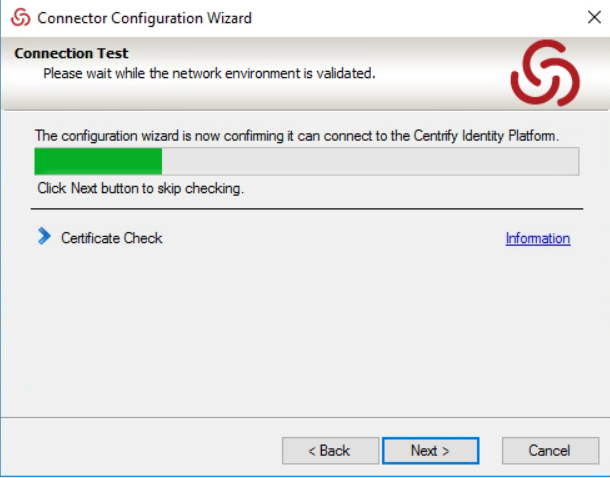 Connector Configuration Wizard
Connection Test
Please wait while the network environment is validated.
The configuration wizard is now confirming it can connect to the Centrify Identity Platform.
Click Next button to skip checking.
Certificate Check Information
< Back Next > Cancel